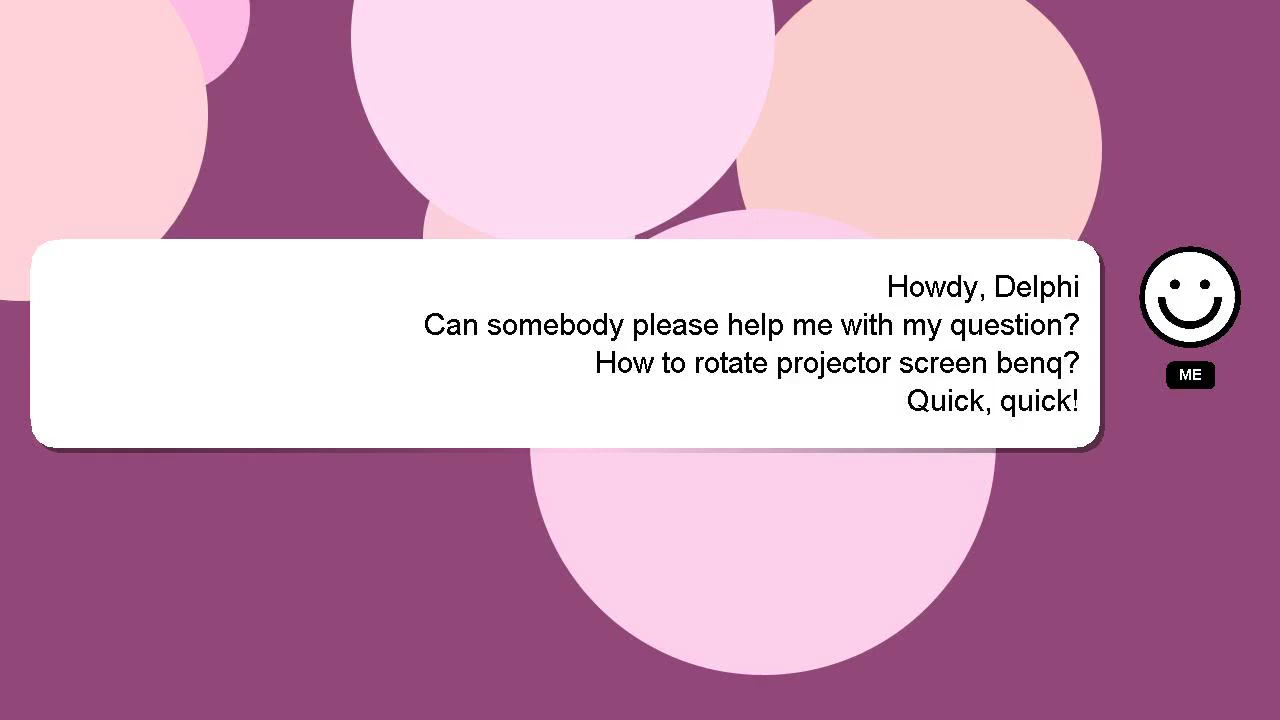 Howdy, Delphi
Can somebody please help me with my question?
How to rotate projector screen benq?
Quick, quick!
ME